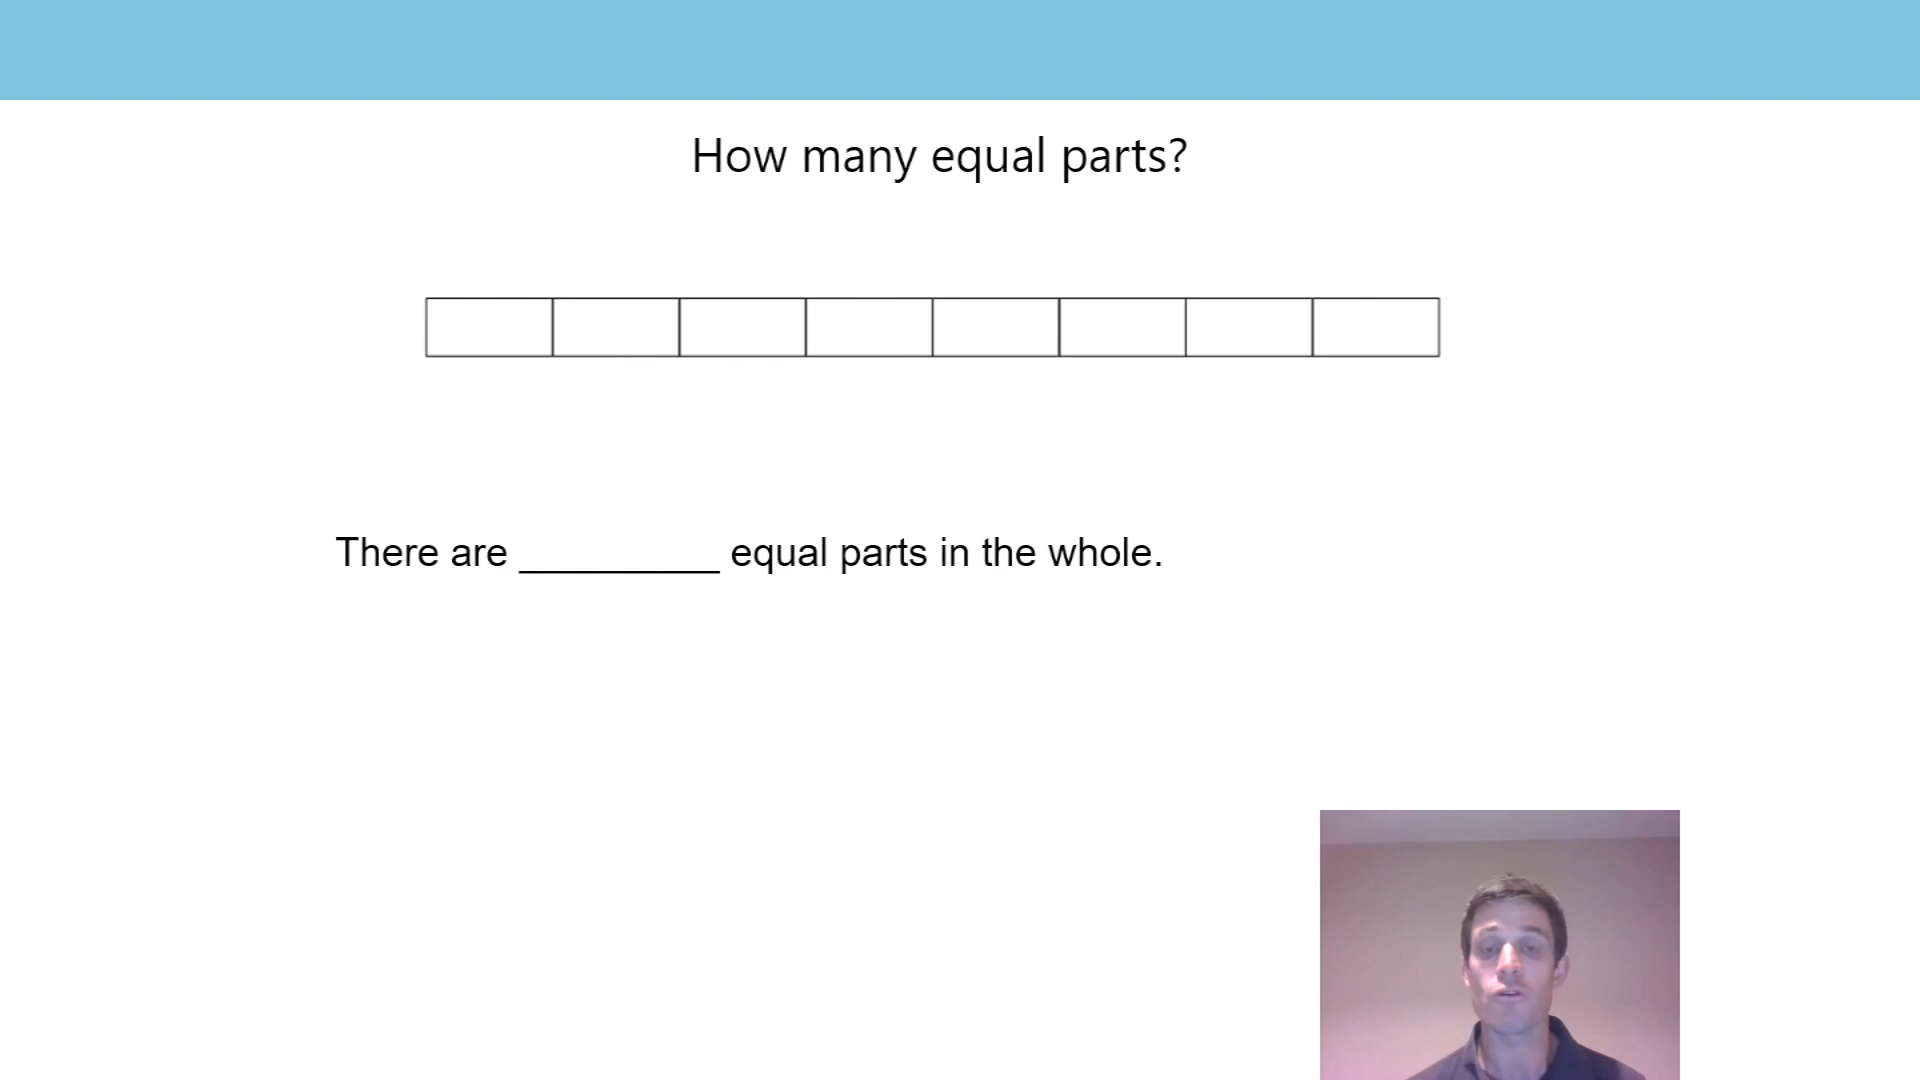 How many equal parts?
There are __________ equal parts in the whole.